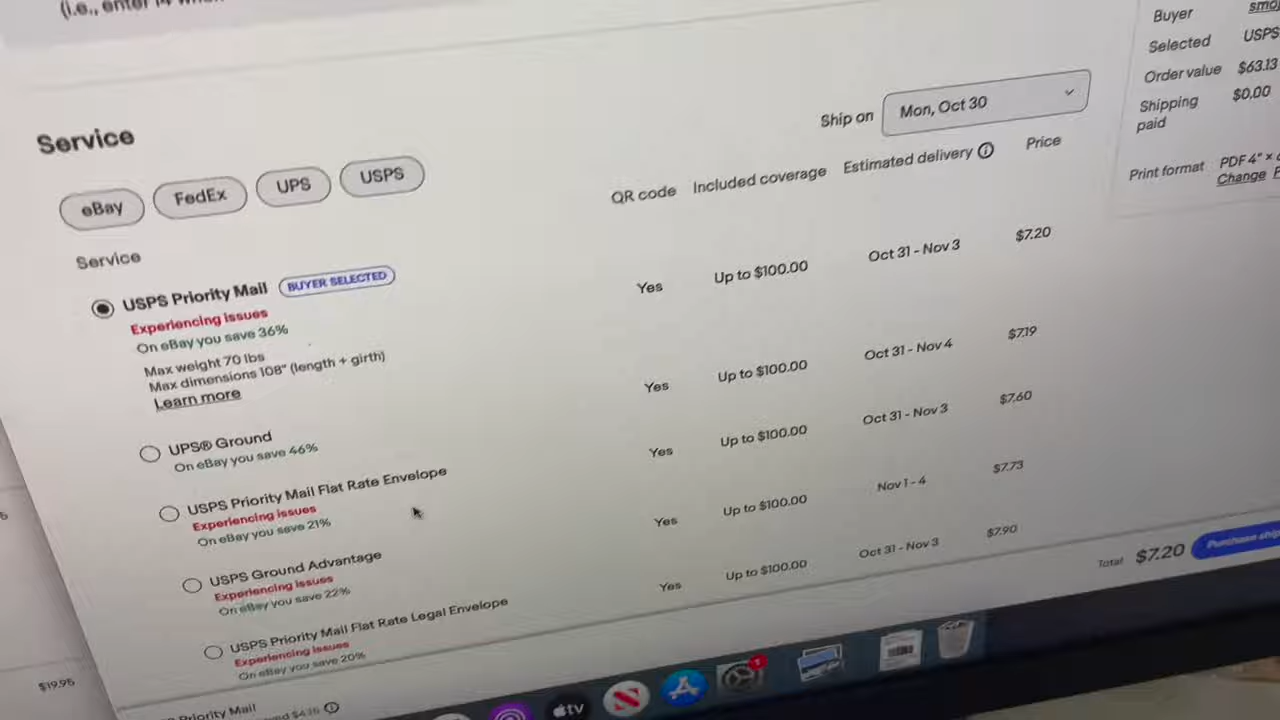 (i.e., enter 14
Service
Ship on Mon, Oct 30
eBay FedEx UPS USPS
Service QR code Included coverage Estimated delivery Price
USPS Priority Mail BUYER SELECTED Yes Up to $100.00 Oct 31 - Nov 3 $7.20
Experiencing issues
On eBay you save 36%
Max weight 70 lbs
Max dimensions 108" (length + girth)
Learn more
UPS® Ground Yes Up to $100.00 Oct 31 - Nov 4 $7.19
On eBay you save 46%
USPS Priority Mail Flat Rate Envelope Yes Up to $100.00 Oct 31 - Nov 3 $7.60
Experiencing issues
On eBay you save 21%
USPS Ground Advantage Yes Up to $100.00 Nov 1 - 4 $7.73
Experiencing issues
On eBay you save 22%
USPS Priority Mail Flat Rate Legal Envelope Yes Up to $100.00 Oct 31 - Nov 3 $7.90
Experiencing issues
On eBay you save 20%
Priority Mail
Total $7.20 Purchase
Buyer
Selected USPS
Order value $63.13
Shipping paid $0.00
Print format PDF 4" ×
Change
$19.95
tv
1